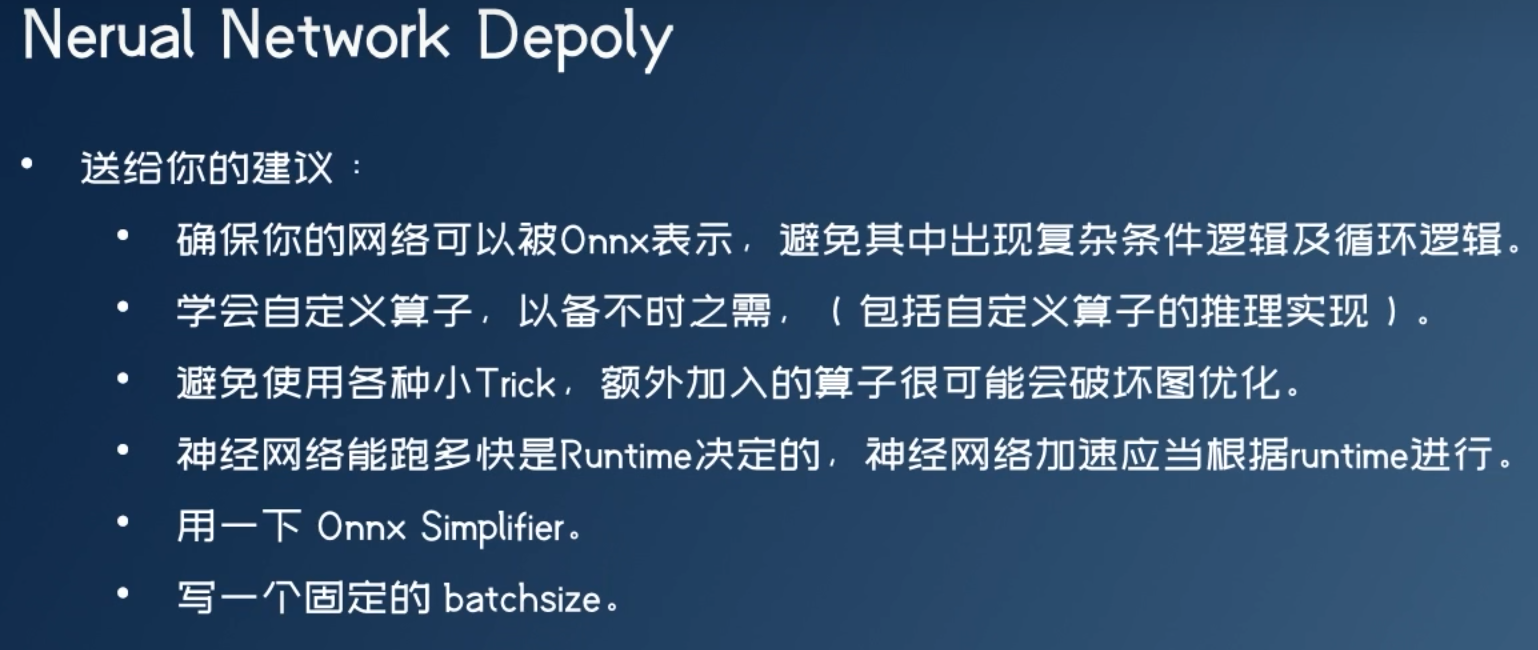 Nerual Network Depoly
• 送给你的建议：
• 确保你的网络可以被Onnx表示，避免其中出现复杂条件逻辑及循环逻辑。
• 学会自定义算子，以备不时之需，（包括自定义算子的推理实现）。
• 避免使用各种小Trick，额外加入的算子很可能会破坏图优化。
• 神经网络能跑多快是Runtime决定的，神经网络加速应当根据runtime进行。
• 用一下 Onnx Simplifier。
• 写一个固定的 batchsize。